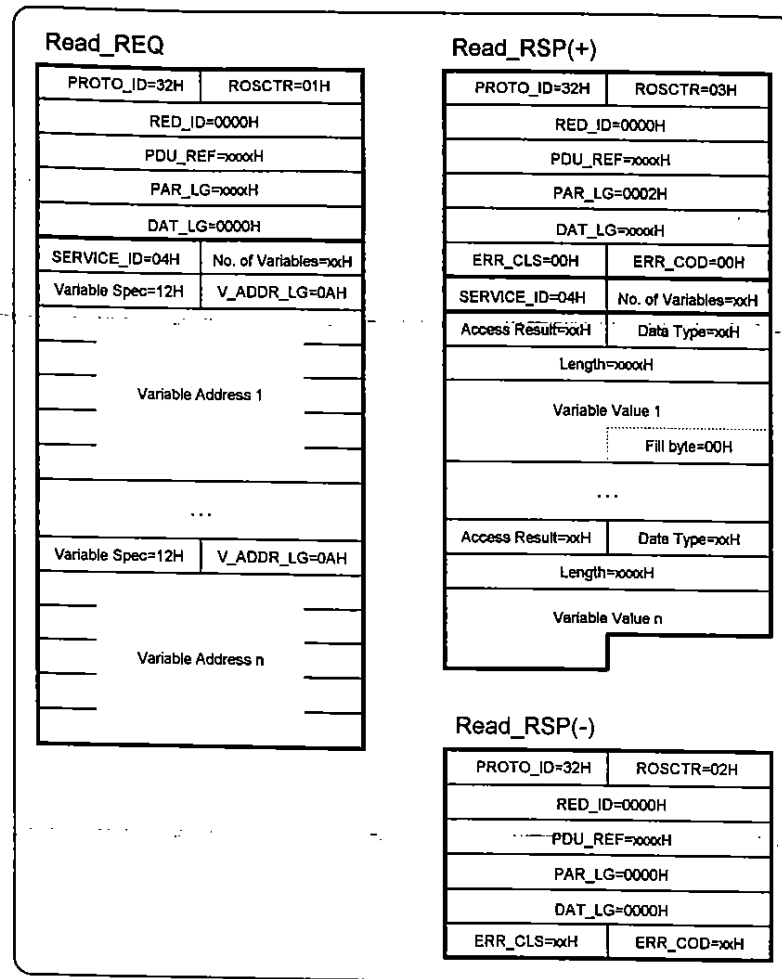 Read_REQ
PROTO_ID=32H ROSCTR=01H
RED_ID=0000H
PDU_REF=xxxxH
PAR_LG=xxxxH
DAT_LG=0000H
SERVICE_ID=04H No. of Variables=xxH
Variable Spec=12H V_ADDR_LG=0AH
Variable Address 1
...
Variable Spec=12H V_ADDR_LG=0AH
Variable Address n
Read_RSP(+)
PROTO_ID=32H ROSCTR=03H
RED_ID=0000H
PDU_REF=xxxxH
PAR_LG=0002H
DAT_LG=xxxxH
ERR_CLS=00H ERR_COD=00H
SERVICE_ID=04H No. of Variables=xxH
Access Result=xxH Data Type=xxH
Length=xxxxH
Variable Value 1
Fill byte=00H
...
Access Result=xxH Data Type=xxH
Length=xxxxH
Variable Value n
Read_RSP(-)
PROTO_ID=32H ROSCTR=02H
RED_ID=0000H
PDU_REF=xxxxH
PAR_LG=0000H
DAT_LG=0000H
ERR_CLS=xxH ERR_COD=xxH